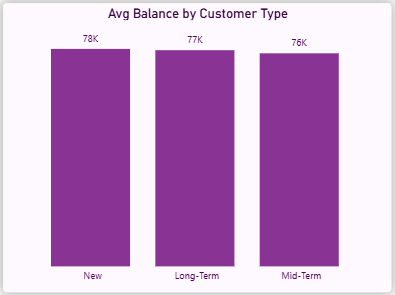 Avg Balance by Customer Type
78K
77K
76K
New
Long-Term
Mid-Term